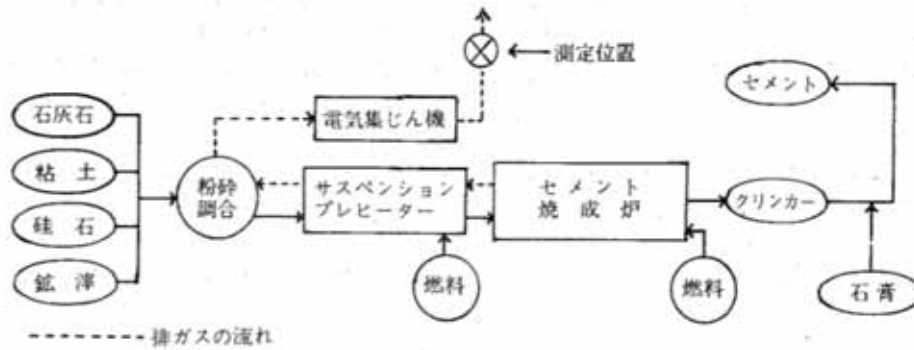 測定位置
セメント
石灰石
電気集じん機
粘土
粉砕
調合
サスペンション
プレヒーター
セメント
焼成炉
クリンカー
硅石
鉱滓
燃料
燃料
石膏
排ガスの流れ